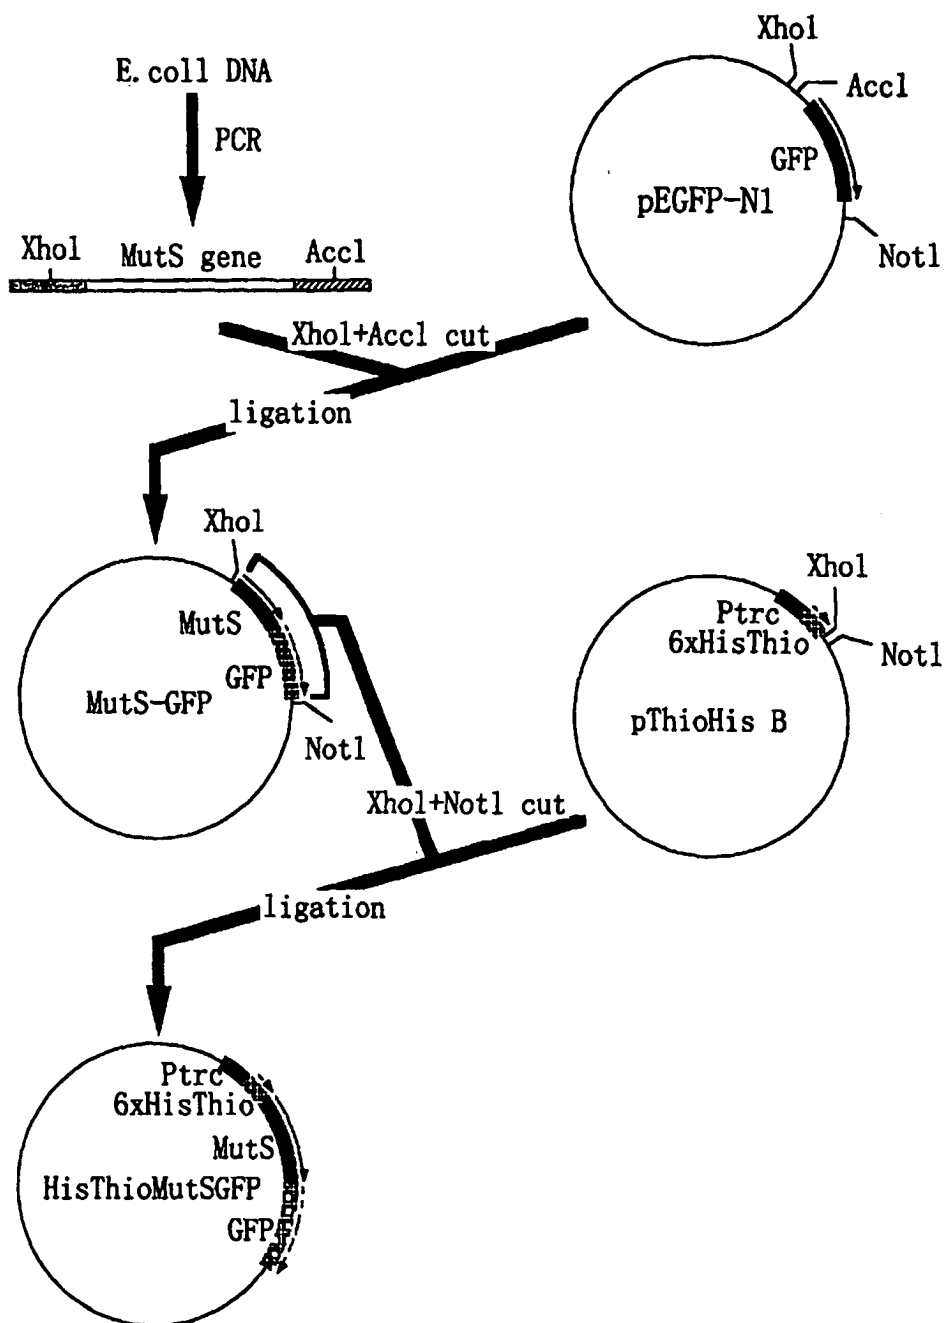 Xhol
E.coll DNA
Accl
PCR
GFP
pEGFP-N1
Xhol
MutS gene
Accl
Notl
Xhol+Accl cut
ligation
Xhol
Xhol
MutS
Ptrc
6xHisThio
Notl
GFP
MutS-GFP
pThioHis B
Notl
Xhol+Notl cut
ligation
Ptrc
6xHisThio
MutS
HisThioMutSGFP
GFP